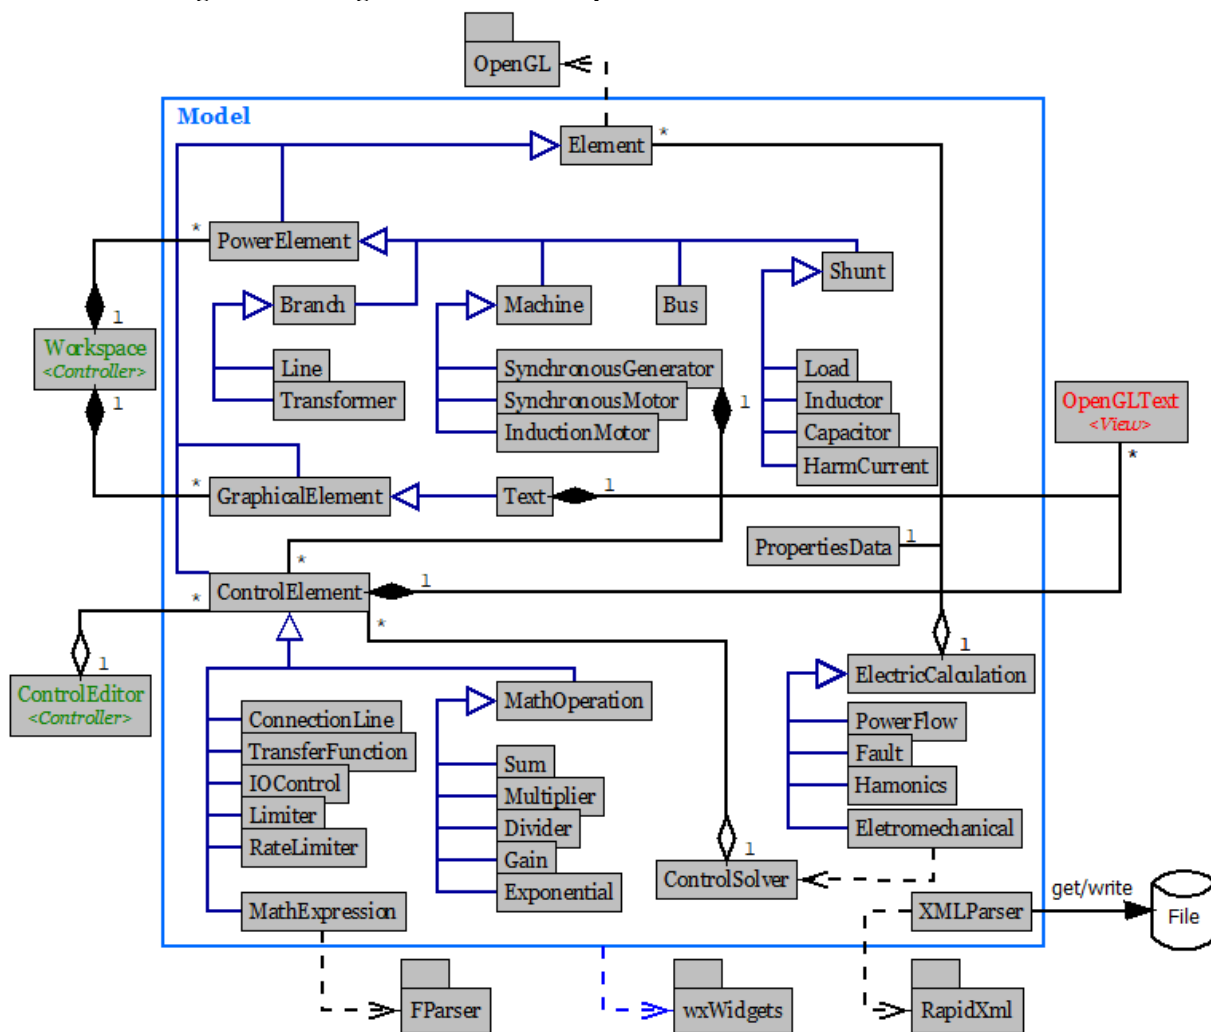 OpenGL
Model
Element
*
*
PowerElement
Shunt
1
Branch
Machine
Bus
Workspace
<Controller>
Line
SynchronousGenerator
Load
1
Transformer
SynchronousMotor
1
Inductor
OpenGLText
<View>
InductionMotor
Capacitor
*
HarmCurrent
*
GraphicalElement
Text
1
PropertiesData
1
*
ControlElement
1
*
*
1
1
ControlEditor
<Controller>
MathOperation
ElectricCalculation
ConnectionLine
PowerFlow
TransferFunction
Sum
Fault
IOControl
Multiplier
Hamonics
Limiter
Divider
Eletromechanical
RateLimiter
Gain
1
ControlSolver
Exponential
get/write
MathExpression
XMLParser
File
FParser
wxWidgets
RapidXml